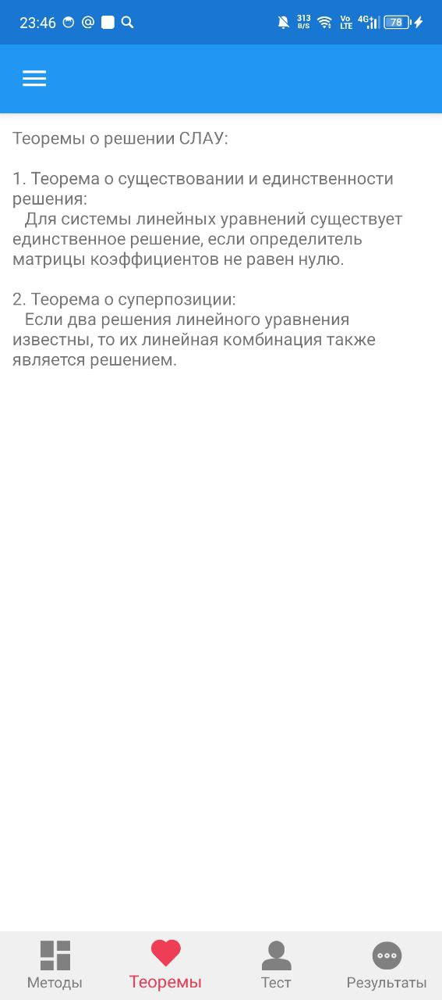 23:46
313
B/S
Vo
LTE
4G+
78
Теоремы о решении СЛАУ:
1. Теорема о существовании и единственности
решения:
Для системы линейных уравнений существует
единственное решение, если определитель
матрицы коэффициентов не равен нулю.
2. Теорема о суперпозиции:
Если два решения линейного уравнения
известны, то их линейная комбинация также
является решением.
Методы
Теоремы
Тест
Результаты